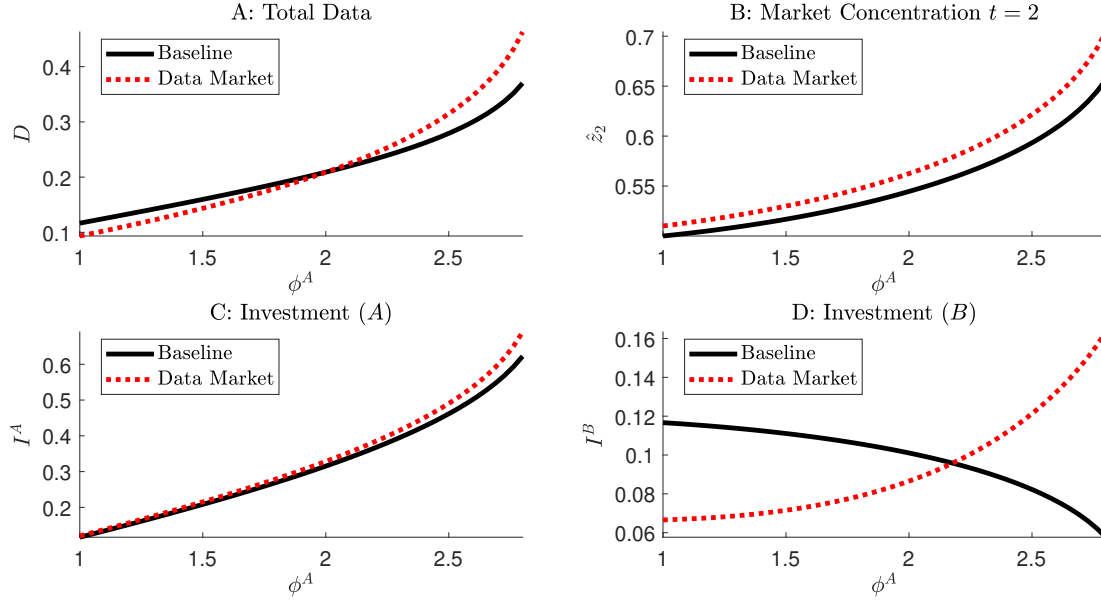 A: Total Data
0.4
0.3
0.2
0.1
D
Baseline
Data Market
1
1.5
2
2.5
ϕ^A
B: Market Concentration t = 2
0.7
0.65
0.6
0.55
ẑ₂
Baseline
Data Market
1
1.5
2
2.5
ϕ^A
C: Investment (A)
0.6
0.5
0.4
0.3
0.2
I^A
Baseline
Data Market
1
1.5
2
2.5
ϕ^A
D: Investment (B)
0.16
0.14
0.12
0.1
0.08
0.06
I^B
Baseline
Data Market
1
1.5
2
2.5
ϕ^A